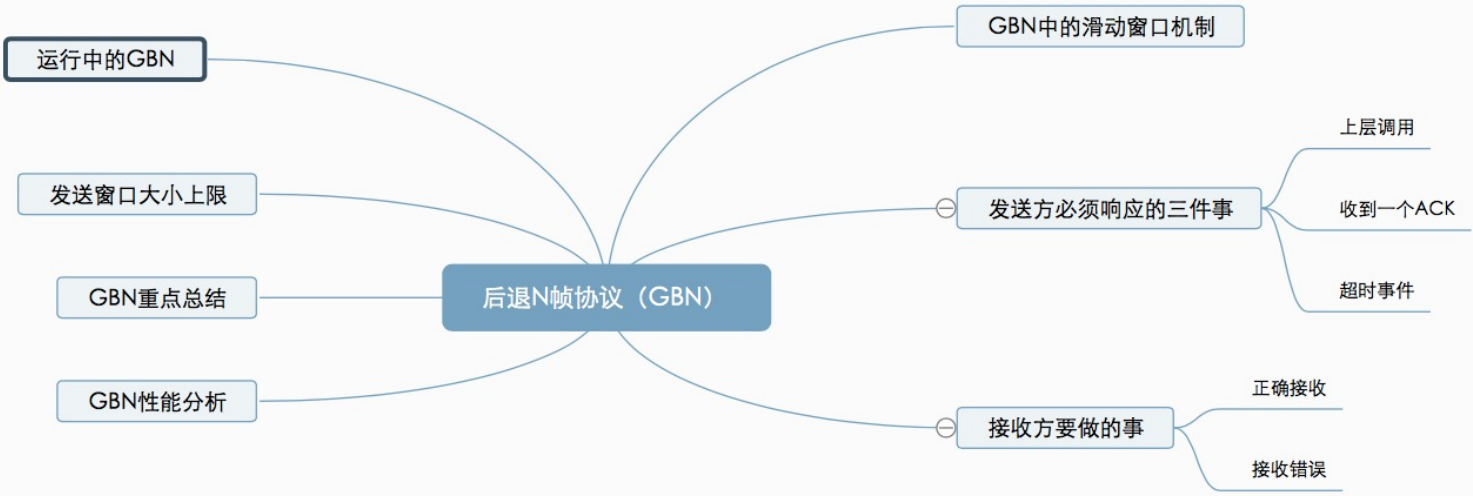 后退N帧协议（GBN）
GBN中的滑动窗口机制
发送方必须响应的三件事
上层调用
收到一个ACK
超时事件
接收方要做的事
正确接收
接收错误
运行中的GBN
发送窗口大小上限
GBN重点总结
GBN性能分析